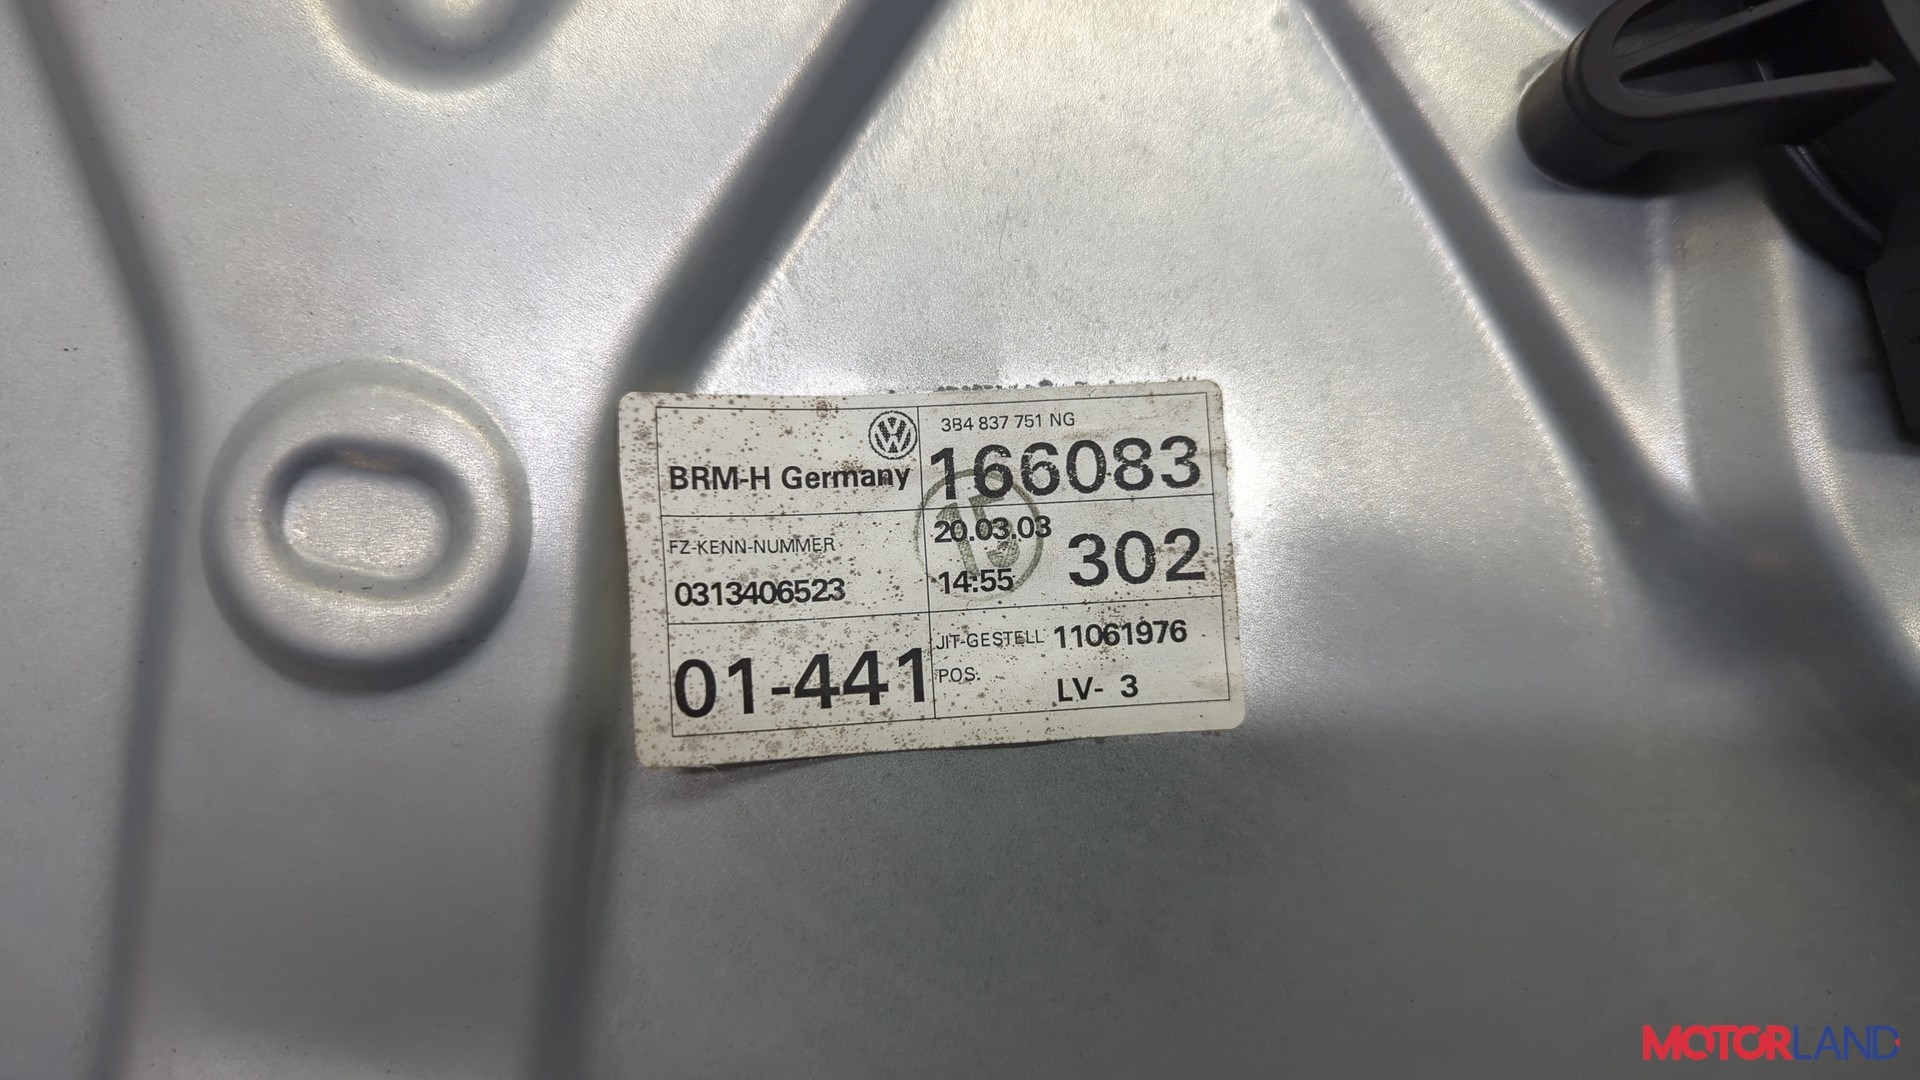 3B4 837 751 NG
BRM-H Germany
166083
FZ-KENN-NUMMER
0313406523
20.03.03
14:55
302
15
01-441
JIT-GESTELL 11061976
POS.
LV- 3
MOTORLAND